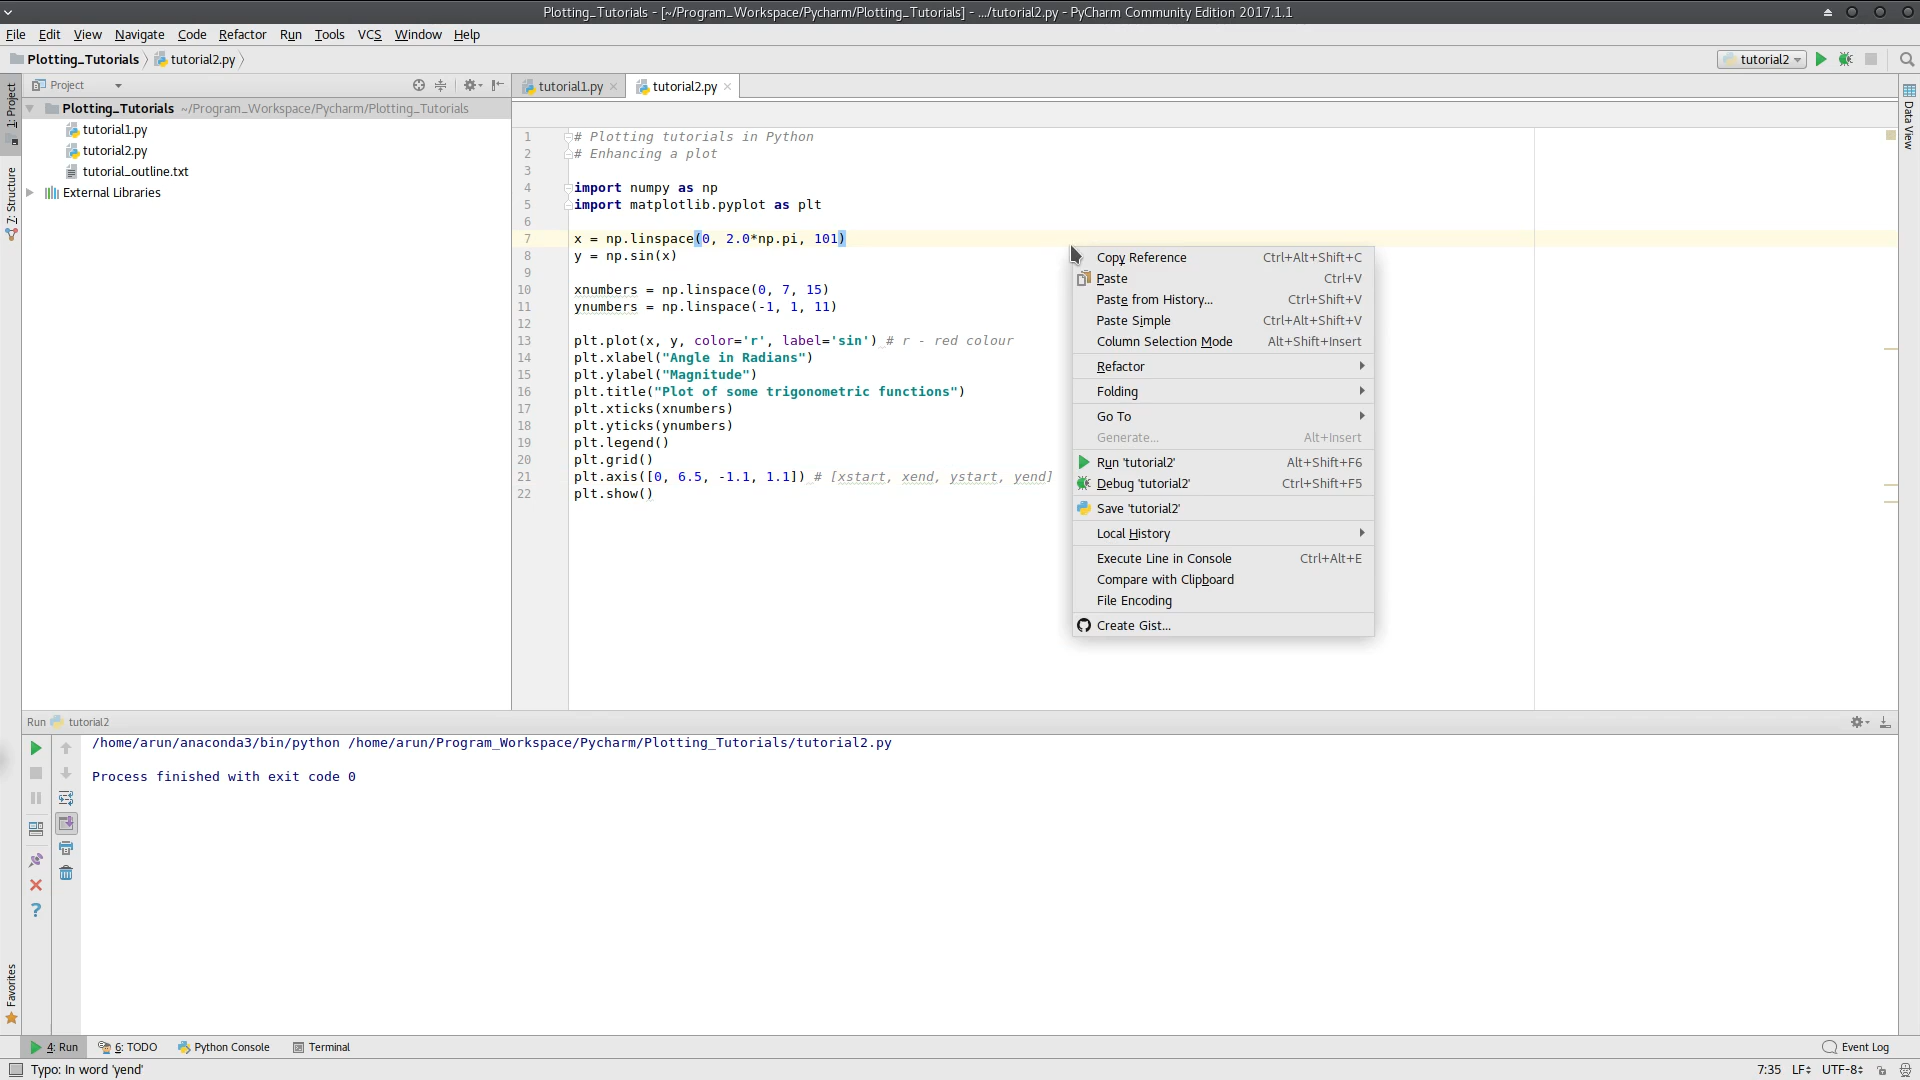 Plotting_Tutorials - [~/Program_Workspace/Pycharm/Plotting_Tutorials] - .../tutorial2.py - PyCharm Community Edition 2017.1.1
File Edit View Navigate Code Refactor Run Tools VCS Window Help
Plotting_Tutorials tutorial2.py tutorial2
1: Project
7: Structure
Favorites
Data View
Project
tutorial1.py tutorial2.py
Plotting_Tutorials ~/Program_Workspace/Pycharm/Plotting_Tutorials
tutorial1.py
tutorial2.py
tutorial_outline.txt
External Libraries
1 # Plotting tutorials in Python
2 # Enhancing a plot
3
4 import numpy as np
5 import matplotlib.pyplot as plt
6
7 x = np.linspace(0, 2.0*np.pi, 101)
8 y = np.sin(x)
9
10 xnumbers = np.linspace(0, 7, 15)
11 ynumbers = np.linspace(-1, 1, 11)
12
13 plt.plot(x, y, color='r', label='sin') # r - red colour
14 plt.xlabel("Angle in Radians")
15 plt.ylabel("Magnitude")
16 plt.title("Plot of some trigonometric functions")
17 plt.xticks(xnumbers)
18 plt.yticks(ynumbers)
19 plt.legend()
20 plt.grid()
21 plt.axis([0, 6.5, -1.1, 1.1]) # [xstart, xend, ystart, yend]
22 plt.show()
Copy Reference Ctrl+Alt+Shift+C
Paste Ctrl+V
Paste from History... Ctrl+Shift+V
Paste Simple Ctrl+Alt+Shift+V
Column Selection Mode Alt+Shift+Insert
Refactor
Folding
Go To
Generate... Alt+Insert
Run 'tutorial2' Alt+Shift+F6
Debug 'tutorial2' Ctrl+Shift+F5
Save 'tutorial2'
Local History
Execute Line in Console Ctrl+Alt+E
Compare with Clipboard
File Encoding
Create Gist...
Run tutorial2
/home/arun/anaconda3/bin/python /home/arun/Program_Workspace/Pycharm/Plotting_Tutorials/tutorial2.py
Process finished with exit code 0
4: Run 6: TODO Python Console Terminal Event Log
Typo: In word 'yend' 7:35 LF UTF-8